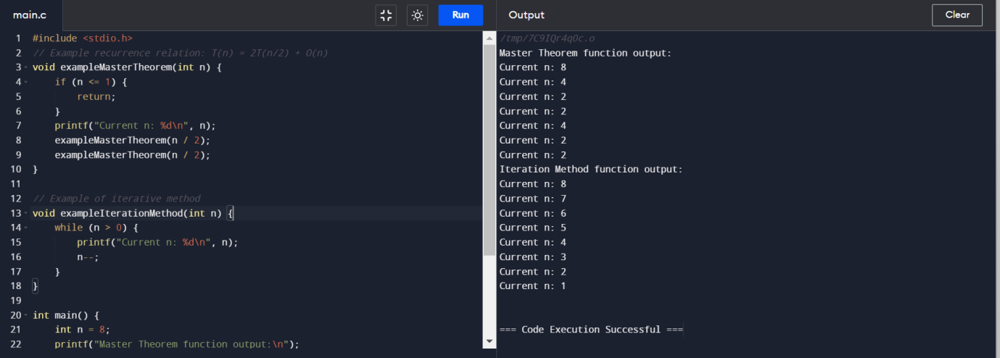 main.c
Run
Output
Clear
1 #include <stdio.h>
2 // Example recurrence relation: T(n) = 2T(n/2) + O(n)
3 void exampleMasterTheorem(int n) {
4     if (n <= 1) {
5         return;
6     }
7     printf("Current n: %d\n", n);
8     exampleMasterTheorem(n / 2);
9     exampleMasterTheorem(n / 2);
10 }
11
12 // Example of iterative method
13 void exampleIterationMethod(int n) {
14     while (n > 0) {
15         printf("Current n: %d\n", n);
16         n--;
17     }
18 }
19
20 int main() {
21     int n = 8;
22     printf("Master Theorem function output:\n");
/tmp/7C9IQr4qOc.o
Master Theorem function output:
Current n: 8
Current n: 4
Current n: 2
Current n: 2
Current n: 4
Current n: 2
Current n: 2
Iteration Method function output:
Current n: 8
Current n: 7
Current n: 6
Current n: 5
Current n: 4
Current n: 3
Current n: 2
Current n: 1
=== Code Execution Successful ===